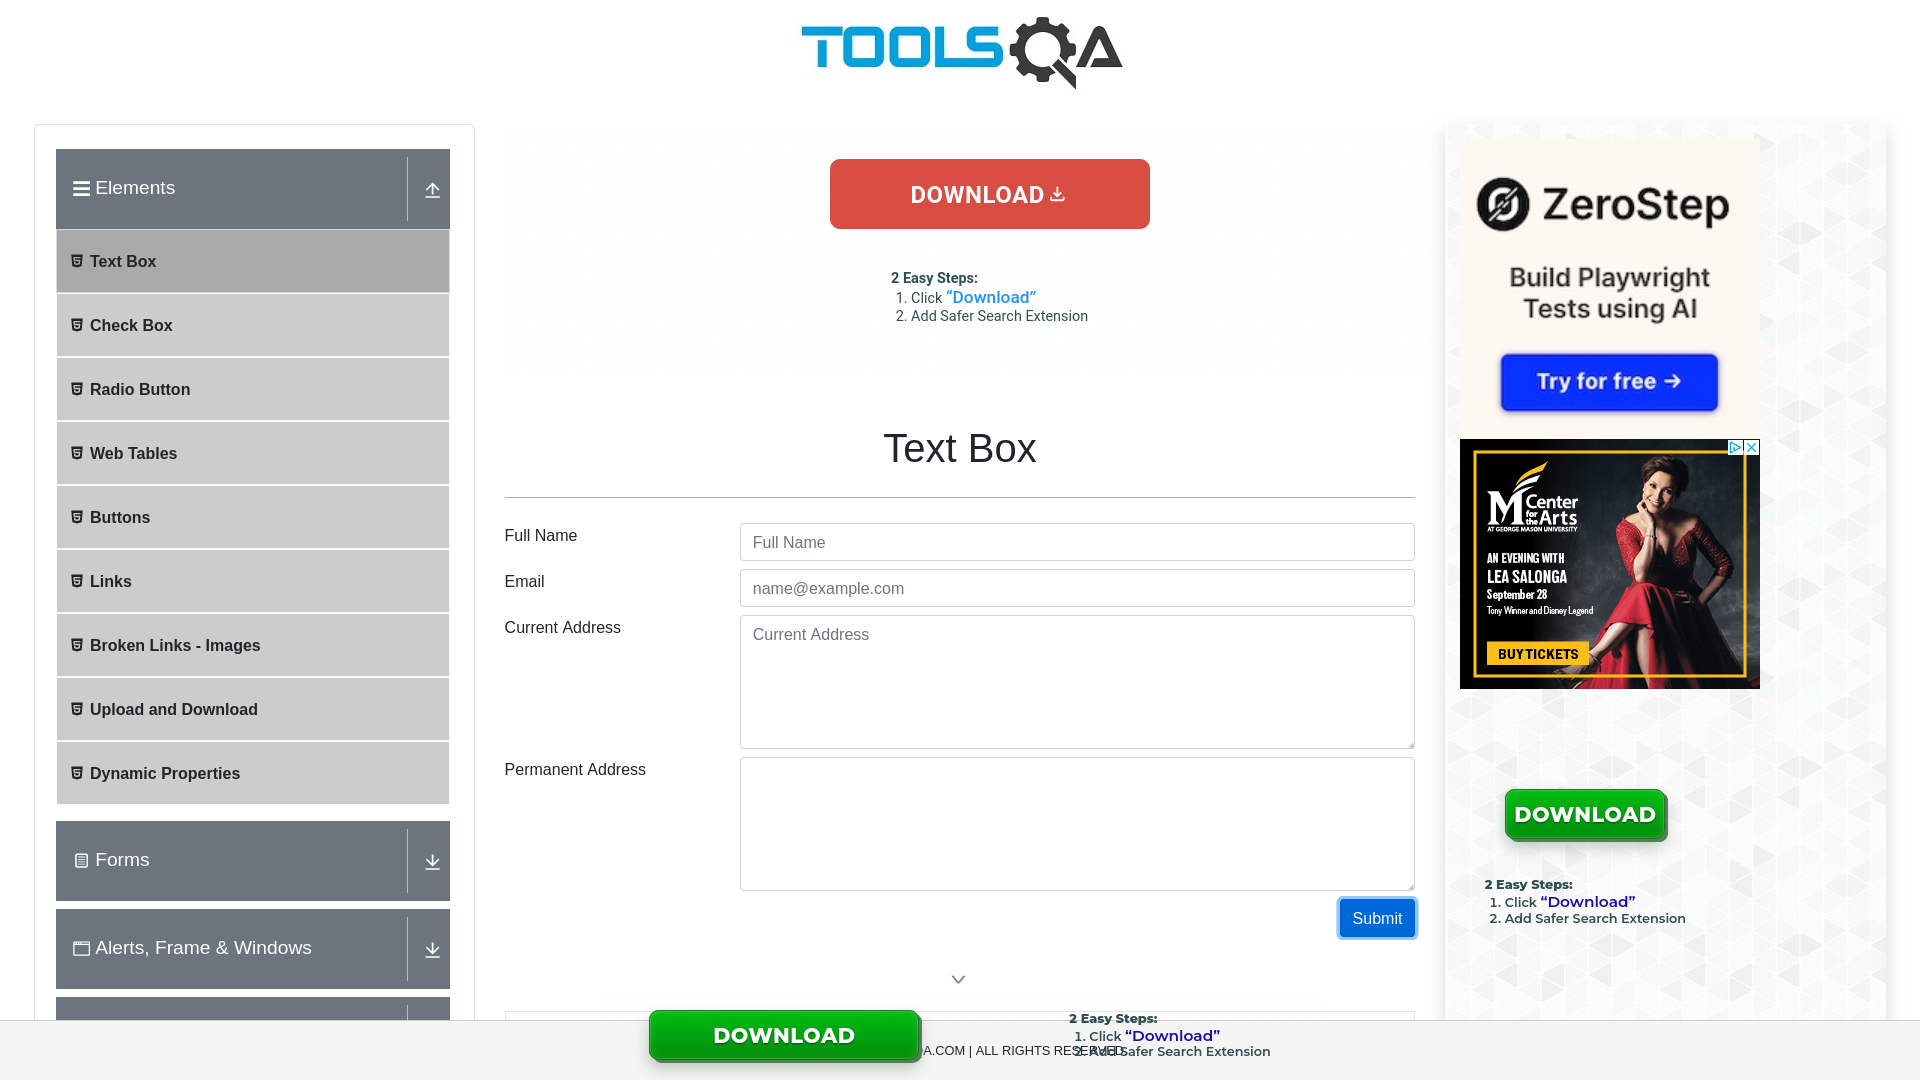 TOOLSQA
Elements
Text Box
Check Box
Radio Button
Web Tables
Buttons
Links
Broken Links - Images
Upload and Download
Dynamic Properties
Forms
Alerts, Frame & Windows
DOWNLOAD
2 Easy Steps:
1. Click “Download”
2. Add Safer Search Extension
Text Box
Full Name
Full Name
Email
name@example.com
Current Address
Current Address
Permanent Address
Submit
ZeroStep
Build Playwright
Tests using AI
Try for free →
M Center
for the Arts
AT GEORGE MASON UNIVERSITY
AN EVENING WITH
LEA SALONGA
September 28
Tony Winner and Disney Legend
BUY TICKETS
DOWNLOAD
2 Easy Steps:
1. Click “Download”
2. Add Safer Search Extension
DOWNLOAD
QA.COM | ALL RIGHTS RESERVED.
2 Easy Steps:
1. Click “Download”
2. Add Safer Search Extension